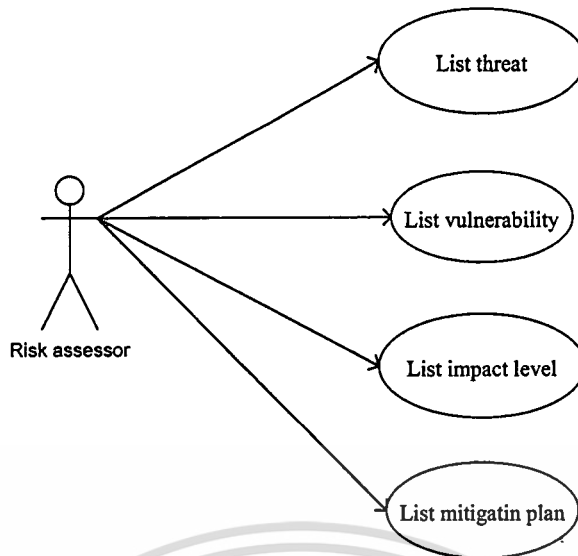 List threat
List vulnerability
Risk assessor
List impact level
List mitigatin plan